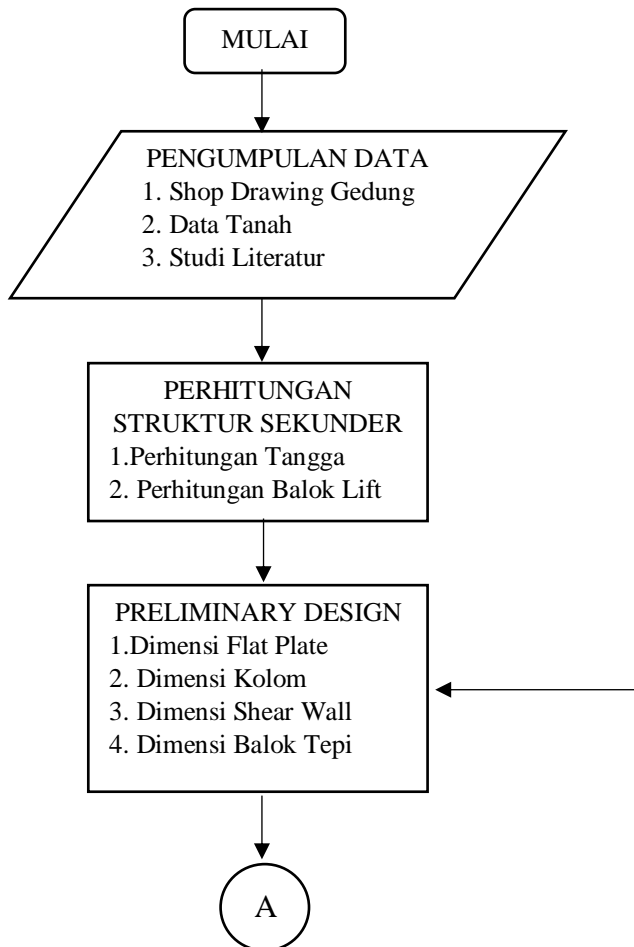 MULAI
PENGUMPULAN DATA
1. Shop Drawing Gedung
2. Data Tanah
3. Studi Literatur
PERHITUNGAN
STRUKTUR SEKUNDER
1.Perhitungan Tangga
2. Perhitungan Balok Lift
PRELIMINARY DESIGN
1.Dimensi Flat Plate
2. Dimensi Kolom
3. Dimensi Shear Wall
4. Dimensi Balok Tepi
A